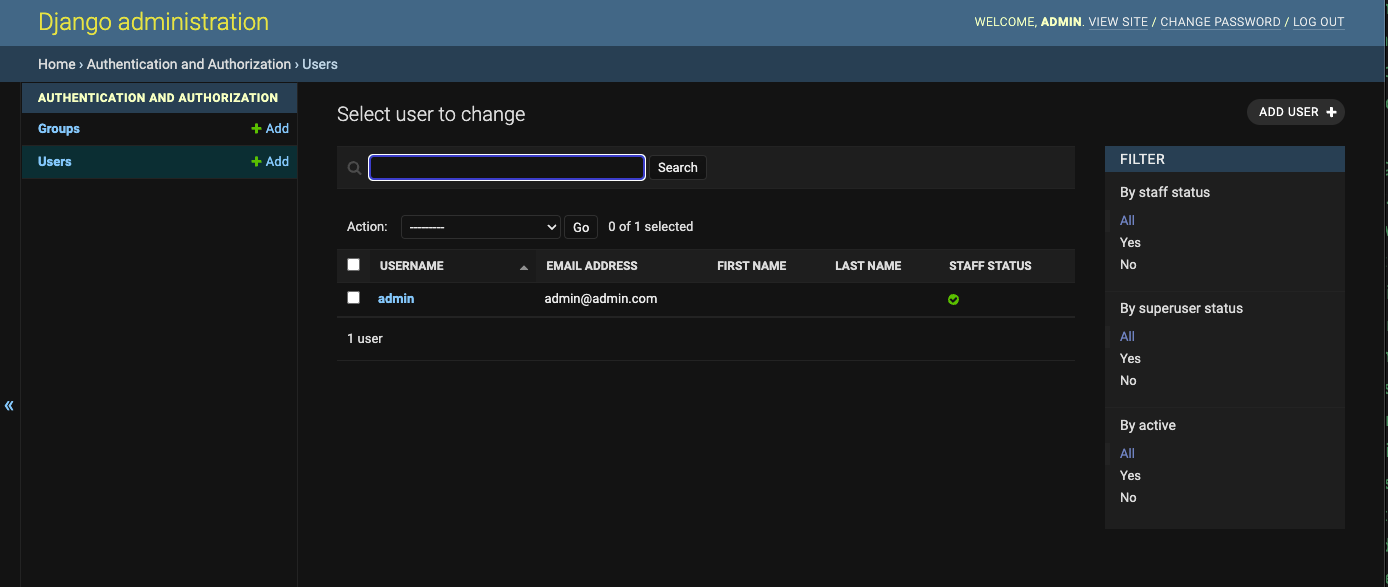 Django administration
WELCOME, ADMIN. VIEW SITE / CHANGE PASSWORD / LOG OUT
Home › Authentication and Authorization › Users
AUTHENTICATION AND AUTHORIZATION
Groups + Add
Users + Add
«
Select user to change
ADD USER +
Search
Action: --------- Go 0 of 1 selected
USERNAME EMAIL ADDRESS FIRST NAME LAST NAME STAFF STATUS
admin admin@admin.com
1 user
FILTER
By staff status
All
Yes
No
By superuser status
All
Yes
No
By active
All
Yes
No